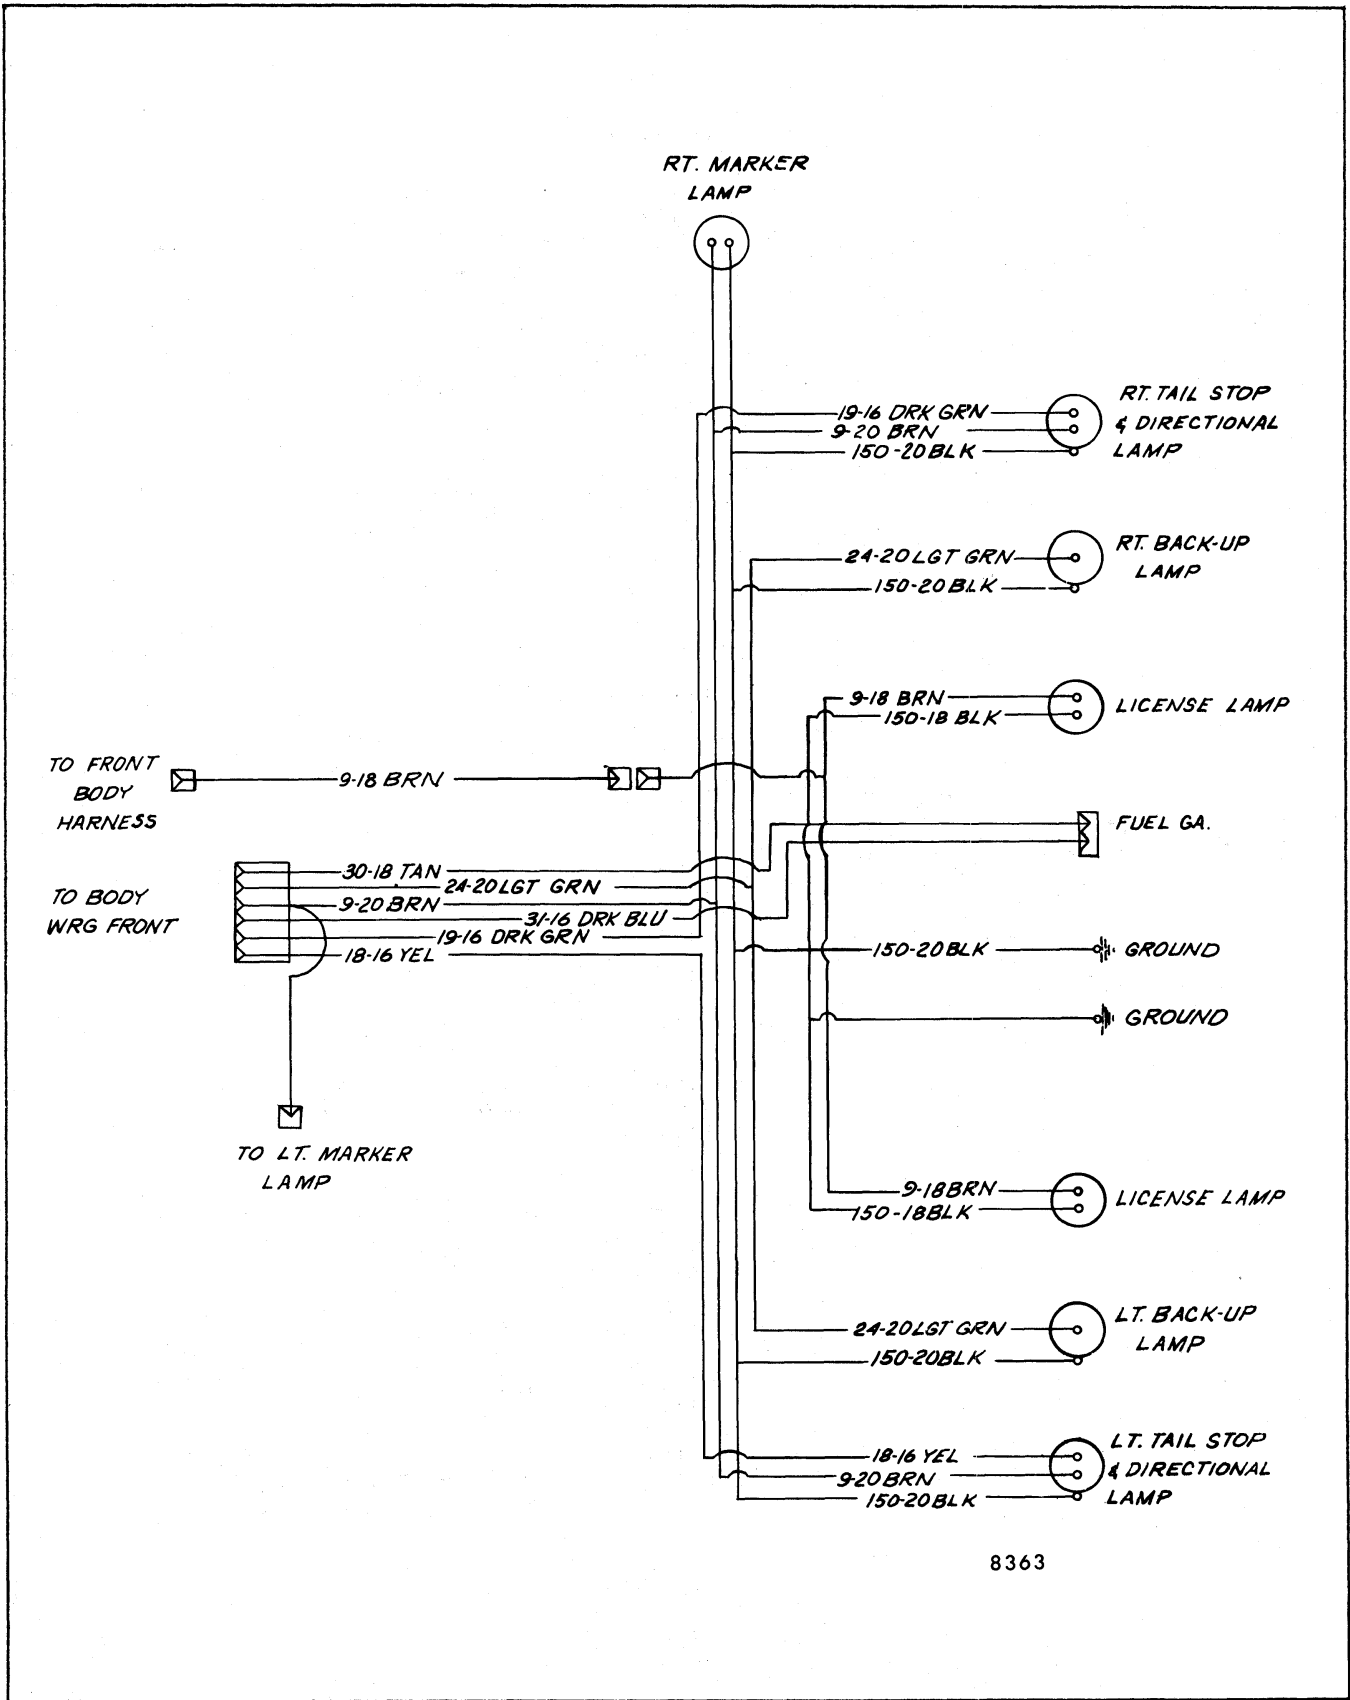 RT. MARKER
LAMP
19-16 DRK GRN
9-20 BRN
150-20 BLK
RT. TAIL STOP
& DIRECTIONAL
LAMP
24-20 LGT GRN
150-20 BLK
RT. BACK-UP
LAMP
9-18 BRN
150-18 BLK
LICENSE LAMP
TO FRONT
BODY
HARNESS
9-18 BRN
FUEL GA.
TO BODY
WRG FRONT
30-18 TAN
24-20 LGT GRN
9-20 BRN
31-16 DRK BLU
19-16 DRK GRN
18-16 YEL
150-20 BLK
GROUND
GROUND
TO LT. MARKER
LAMP
9-18 BRN
150-18 BLK
LICENSE LAMP
24-20 LGT GRN
150-20 BLK
LT. BACK-UP
LAMP
18-16 YEL
9-20 BRN
150-20 BLK
LT. TAIL STOP
& DIRECTIONAL
LAMP
8363